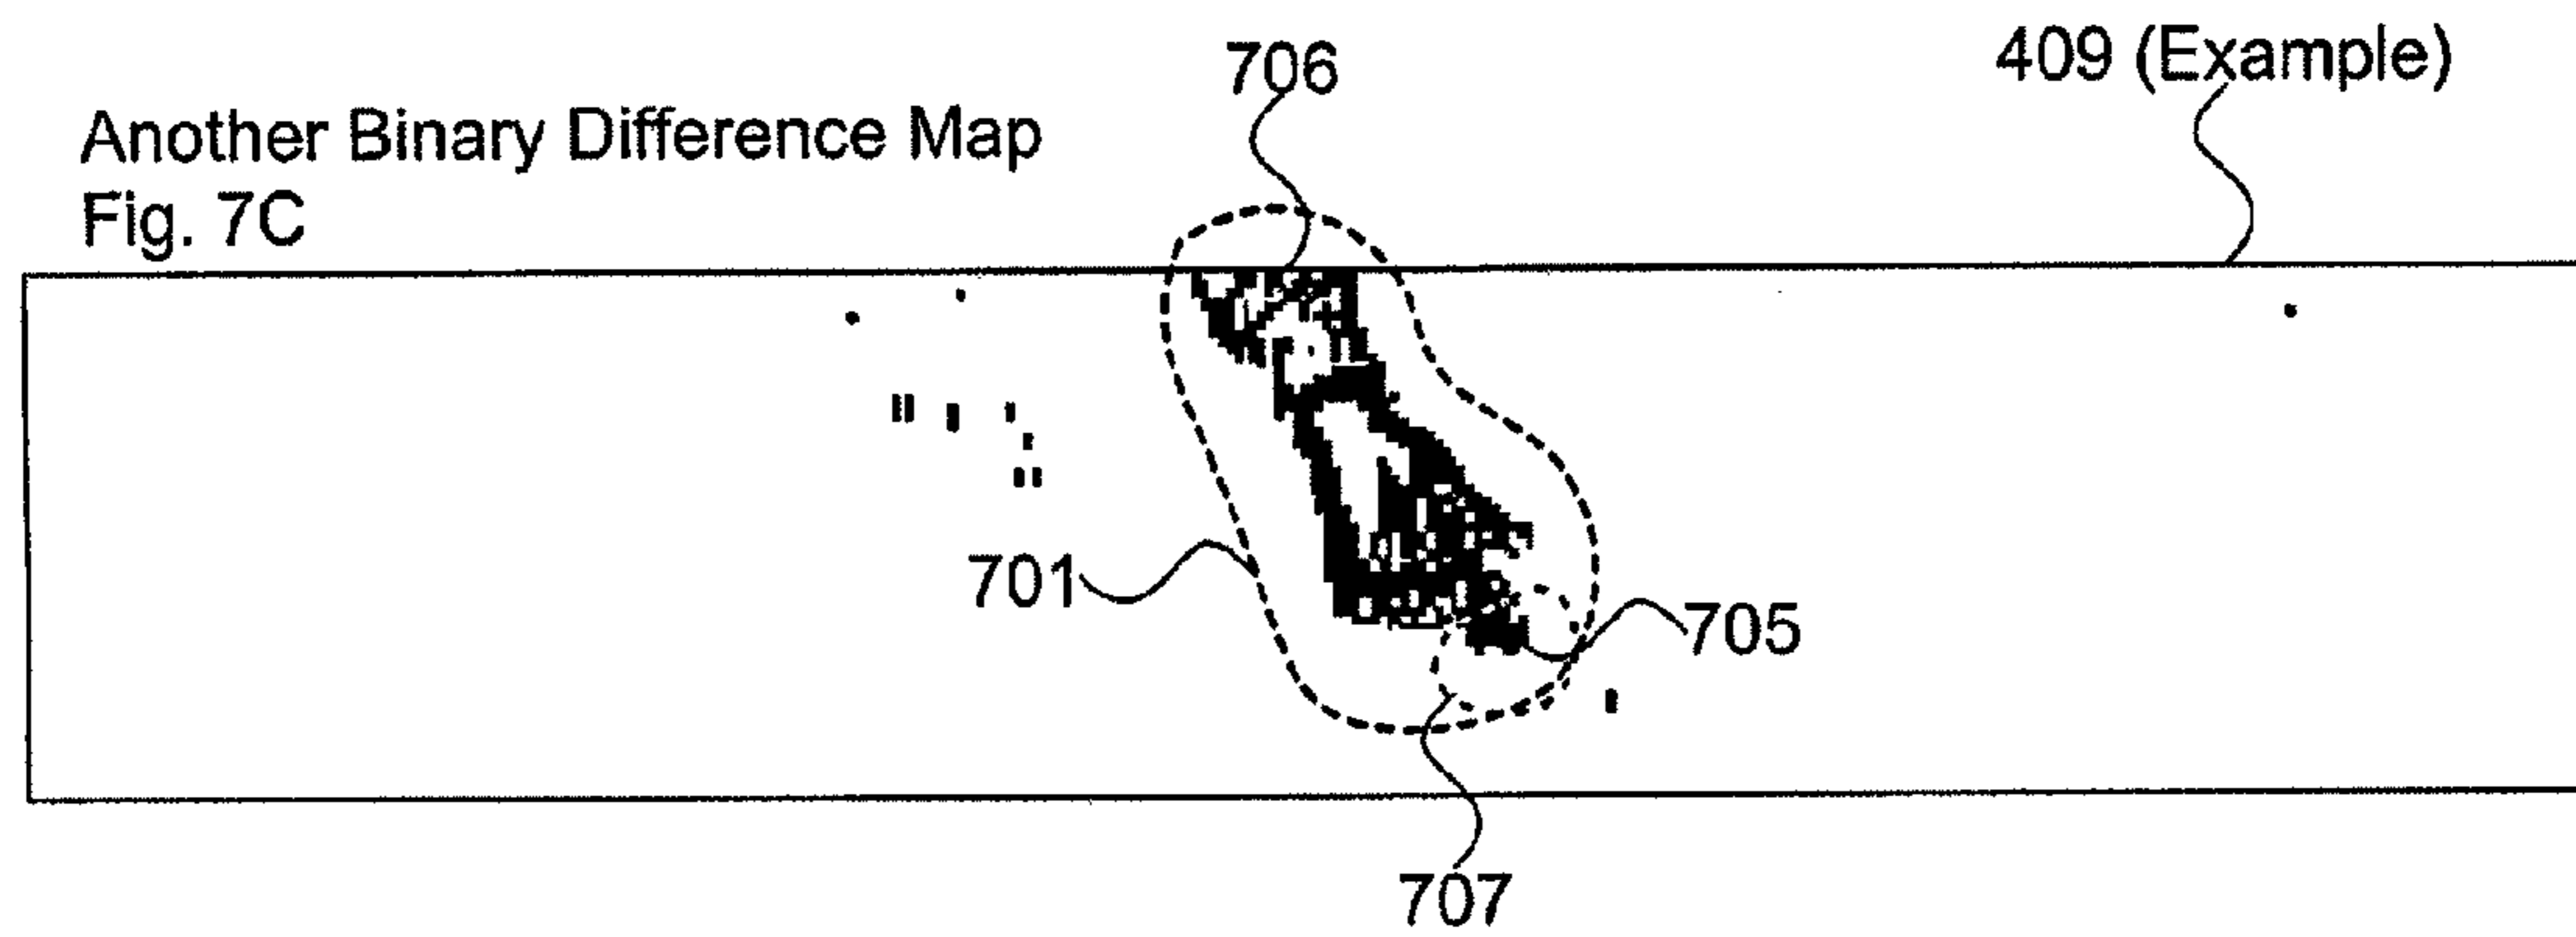 706
409 (Example)
Another Binary Difference Map
Fig. 7C
701
705
707